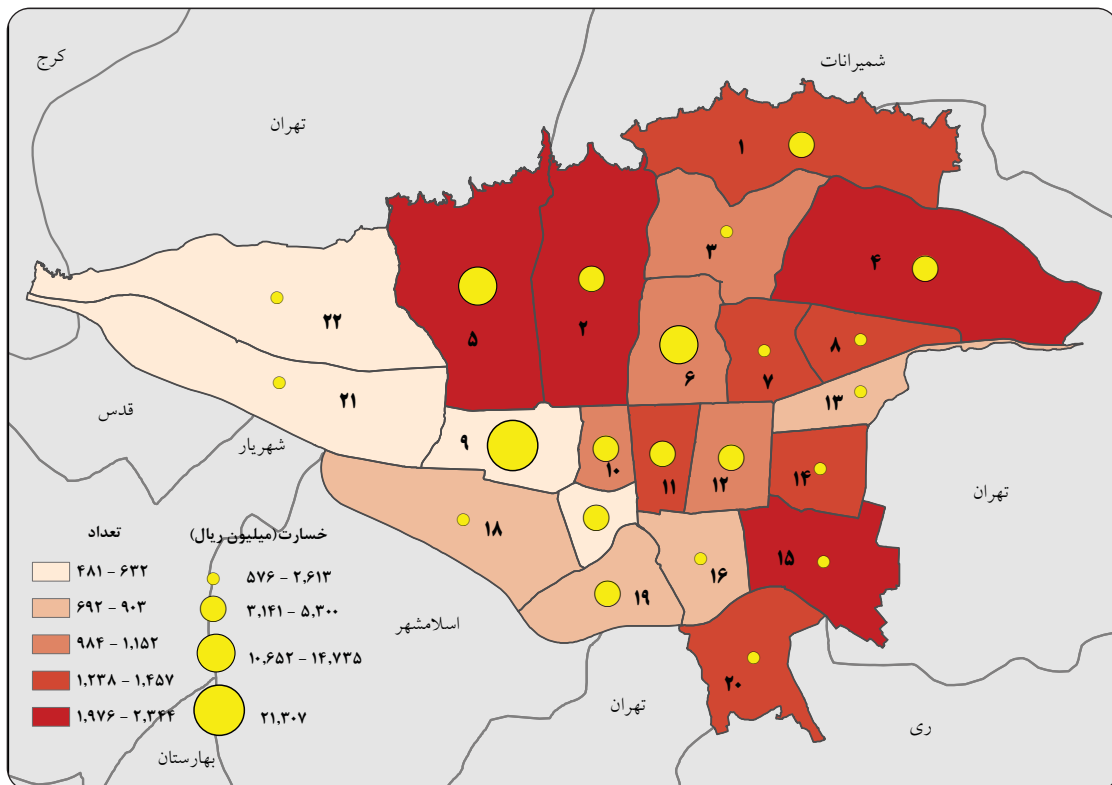 کرج
شمیرانات
تهران
۱
۳
۴
۲۲
۵
۲
۶
۷
۸
۲۱
۱۳
قدس
شهریار
۹
۱۰
۱۱
۱۲
۱۴
تهران
۱۸
۱۵
۱۶
۱۹
اسلامشهر
۲۰
تهران
ری
بهارستان
تعداد
۴۸۱ - ۶۳۲
۶۹۲ - ۹۰۳
۹۸۴ - ۱,۱۵۲
۱,۲۳۸ - ۱,۴۵۷
۱,۹۷۶ - ۲,۳۴۴
خسارت(میلیون ریال)
۵۷۶ - ۲,۶۱۳
۳,۱۴۱ - ۵,۳۰۰
۱۰,۶۵۲ - ۱۴,۷۳۵
۲۱,۳۰۷